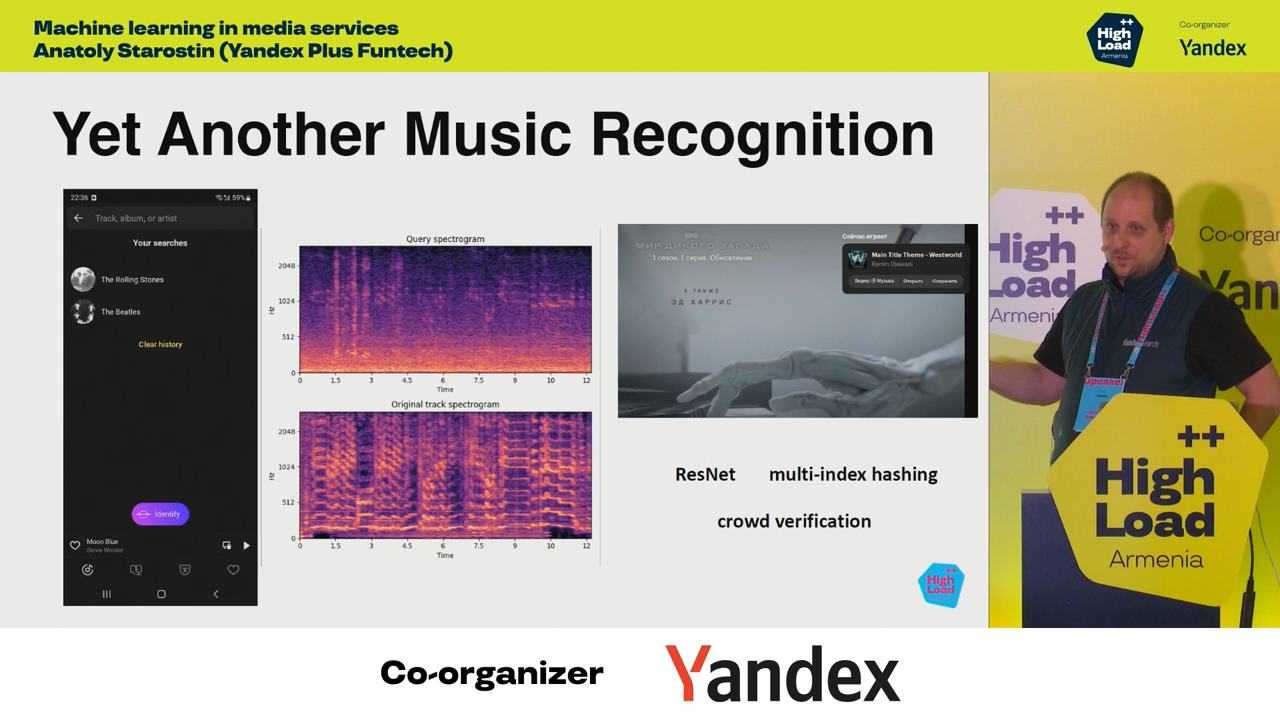 Machine learning in media services
Anatoly Starostin (Yandex Plus Funtech)
++
High
Load
Armenia
Co-organizer
Yandex
Yet Another Music Recognition
22:36
59%
Track, album, or artist
Your searches
The Rolling Stones
The Beatles
Clear history
Identify
Moon Blue
Stevie Wonder
Query spectrogram
2048
1024
512
0
Hz
0 1.5 3 4.5 6 7.5 9 10 12
Time
Original track spectrogram
2048
1024
512
0
Hz
0 1.5 3 4.5 6 7.5 9 10 12
Time
HBO
МИР ДИКОГО ЗАПАДА
1 сезон, 1 серия. Обновление
А ТАКЖЕ
ЭД ХАРРИС
Сейчас играет
Main Title Theme - Westworld
Ramin Djawadi
Яндекс Музыка Открыть Сохранить
ResNet multi-index hashing
crowd verification
++
High
Load
++
High
Load
Armenia
Co-organ
Yan
Speaker
++
High
Load
Armenia
Co-organizer
Yandex